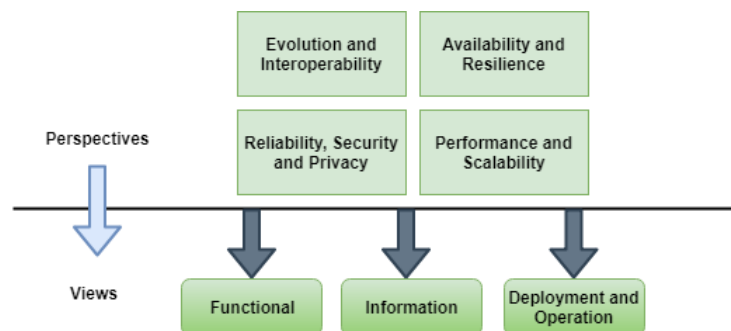 Evolution and
Interoperability
Availability and
Resilience
Perspectives
Reliability, Security
and Privacy
Performance and
Scalability
Views
Functional
Information
Deployment and
Operation